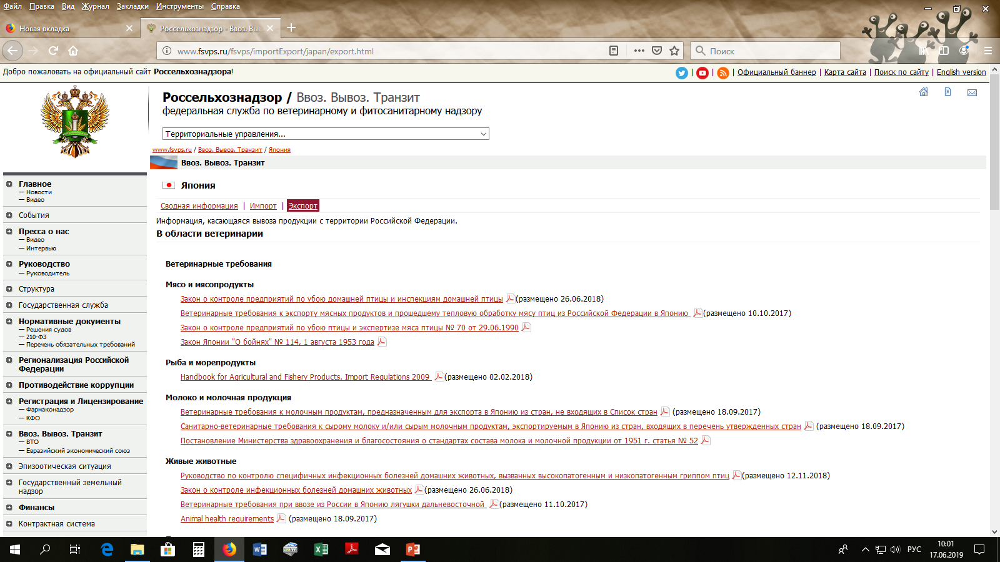 Файл Правка Вид Журнал Закладки Инструменты Справка
Новая вкладка
Россельхознадзор - Ввоз. Вы
www.fsvps.ru/fsvps/importExport/japan/export.html
Поиск
Добро пожаловать на официальный сайт Россельхознадзора!
| | | Официальный баннер | Карта сайта | Поиск по сайту | English version
Россельхознадзор / Ввоз. Вывоз. Транзит
федеральная служба по ветеринарному и фитосанитарному надзору
Территориальные управления...
www.fsvps.ru / Ввоз. Вывоз. Транзит / Япония
Ввоз. Вывоз. Транзит
Япония
Сводная информация | Импорт | Экспорт
Информация, касающаяся вывоза продукции с территории Российской Федерации.
В области ветеринарии
Ветеринарные требования
Мясо и мясопродукты
Закон о контроле предприятий по убою домашней птицы и инспекциям домашней птицы (размещено 26.06.2018)
Ветеринарные требования к экспорту мясных продуктов и прошедшему тепловую обработку мясу птиц из Российской Федерации в Японию (размещено 10.10.2017)
Закон о контроле предприятий по убою птицы и экспертизе мяса птицы № 70 от 29.06.1990
Закон Японии "О бойнях" № 114, 1 августа 1953 года
Рыба и морепродукты
Handbook for Agricultural and Fishery Products. Import Regulations 2009 (размещено 02.02.2018)
Молоко и молочная продукция
Ветеринарные требования к молочным продуктам, предназначенным для экспорта в Японию из стран, не входящих в Список стран (размещено 18.09.2017)
Санитарно-ветеринарные требования к сырому молоку и/или сырым молочным продуктам, экспортируемым в Японию из стран, входящих в перечень утвержденных стран (размещено 18.09.2017)
Постановление Министерства здравоохранения и благосостояния о стандартах состава молока и молочной продукции от 1951 г. статья № 52
Живые животные
Руководство по контролю специфичных инфекционных болезней домашних животных, вызванных высокопатогенным и низкопатогенным гриппом птиц (размещено 12.11.2018)
Закон о контроле инфекционных болезней домашних животных (размещено 26.06.2018)
Ветеринарные требования при ввозе из России в Японию лягушки дальневосточной (размещено 11.10.2017)
Animal health requirements (размещено 18.09.2017)
Главное
— Новости
— Видео
События
Пресса о нас
— Видео
— Интервью
Руководство
— Руководитель
Структура
Государственная служба
Нормативные документы
— Решения судов
— 210-ФЗ
— Перечень обязательных требований
Регионализация Российской
Федерации
Противодействие коррупции
Регистрация и Лицензирование
— Фармаконадзор
— КФО
Ввоз. Вывоз. Транзит
— ВТО
— Евразийский экономический союз
Эпизоотическая ситуация
Государственный земельный
надзор
Финансы
Контрактная система
РУС
10:01
17.06.2019